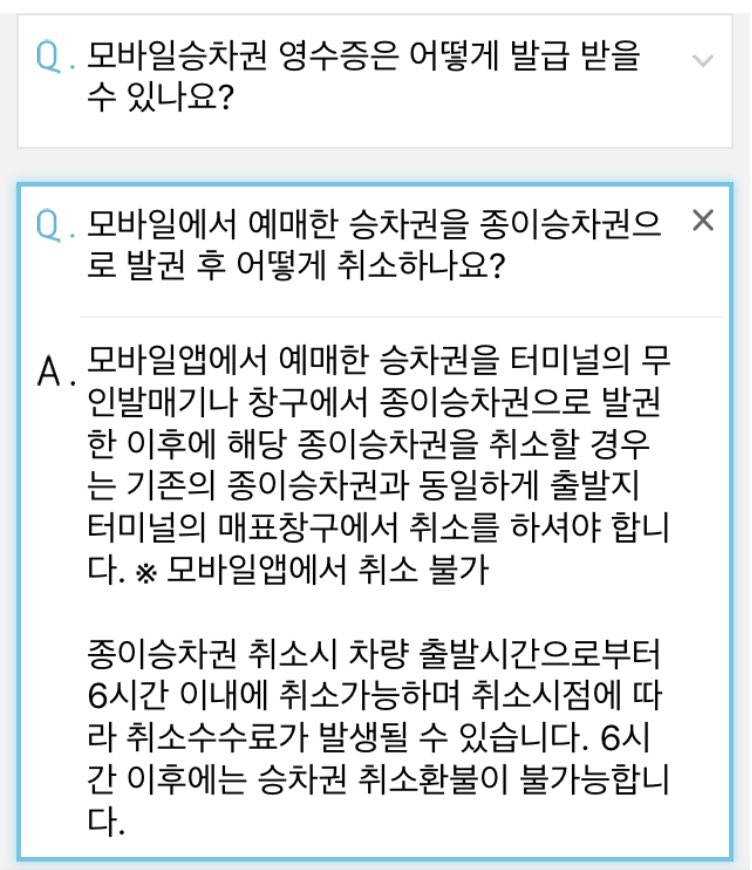 Q. 모바일승차권 영수증은 어떻게 발급 받을
수 있나요?
Q. 모바일에서 예매한 승차권을 종이승차권으
로 발권 후 어떻게 취소하나요?
A. 모바일앱에서 예매한 승차권을 터미널의 무
인발매기나 창구에서 종이승차권으로 발권
한 이후에 해당 종이승차권을 취소할 경우
는 기존의 종이승차권과 동일하게 출발지
터미널의 매표창구에서 취소를 하셔야 합니
다. ※ 모바일앱에서 취소 불가
종이승차권 취소시 차량 출발시간으로부터
6시간 이내에 취소가능하며 취소시점에 따
라 취소수수료가 발생될 수 있습니다. 6시
간 이후에는 승차권 취소환불이 불가능합니
다.